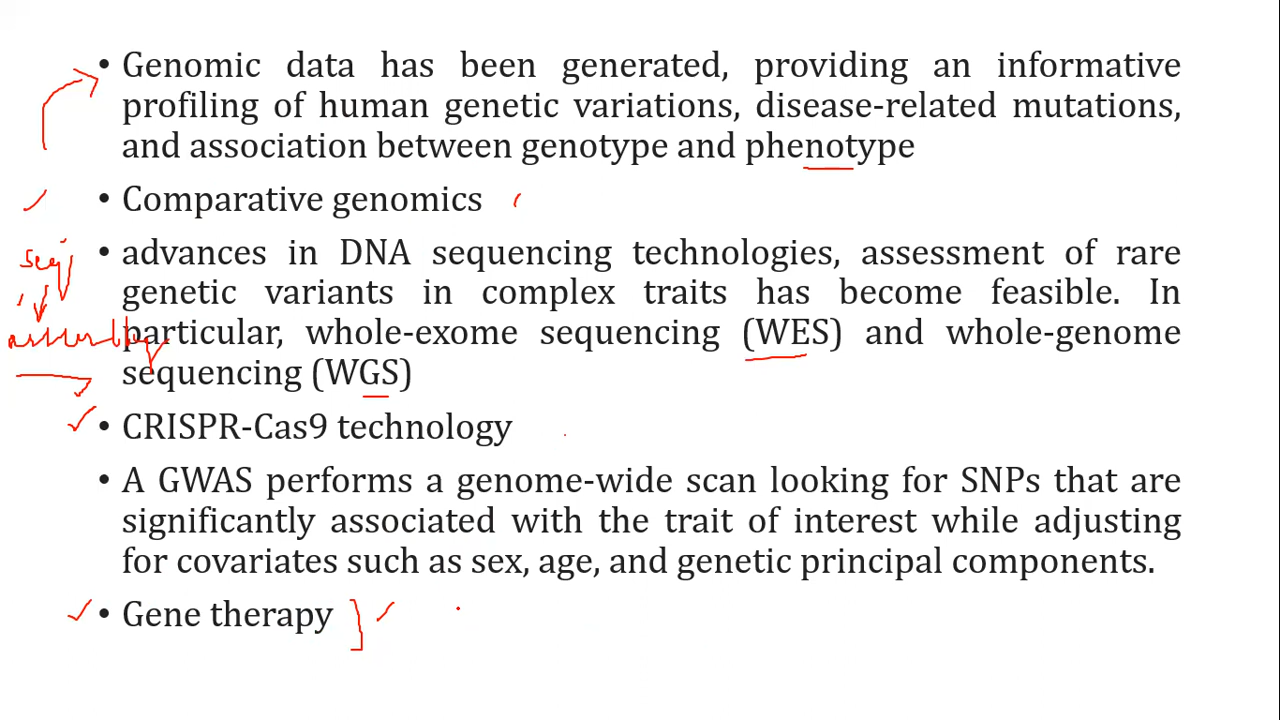 • Genomic data has been generated, providing an informative
profiling of human genetic variations, disease-related mutations,
and association between genotype and phenotype
• Comparative genomics
• advances in DNA sequencing technologies, assessment of rare
genetic variants in complex traits has become feasible. In
particular, whole-exome sequencing (WES) and whole-genome
sequencing (WGS)
• CRISPR-Cas9 technology
• A GWAS performs a genome-wide scan looking for SNPs that are
significantly associated with the trait of interest while adjusting
for covariates such as sex, age, and genetic principal components.
• Gene therapy